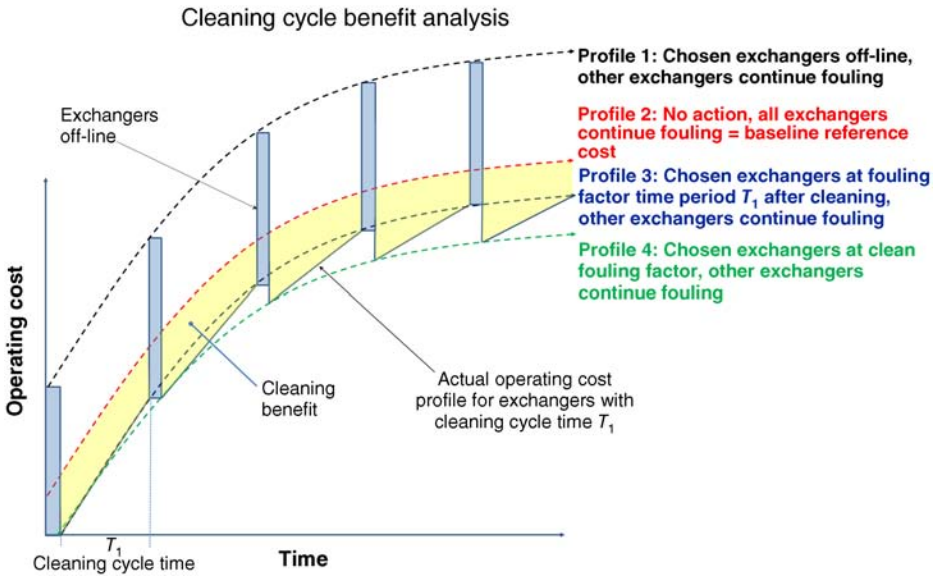 Cleaning cycle benefit analysis
Profile 1: Chosen exchangers off-line,
other exchangers continue fouling
Exchangers
off-line
Profile 2: No action, all exchangers
continue fouling = baseline reference
cost
Profile 3: Chosen exchangers at fouling
factor time period T1 after cleaning,
other exchangers continue fouling
Profile 4: Chosen exchangers at clean
fouling factor, other exchangers
continue fouling
Operating cost
Cleaning
benefit
Actual operating cost
profile for exchangers with
cleaning cycle time T1
T1
Cleaning cycle time
Time